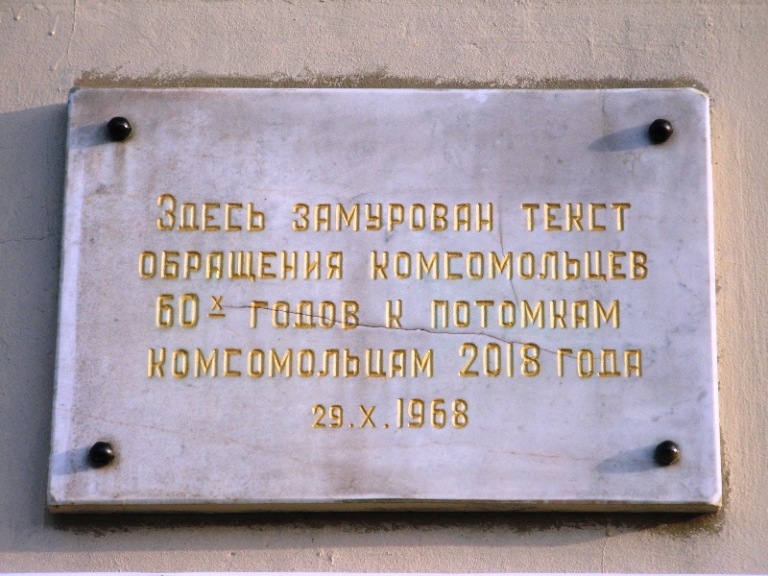 Здесь замурован текст
обращения комсомольцев
60х годов к потомкам
комсомольцам 2018 года
29.X.1968